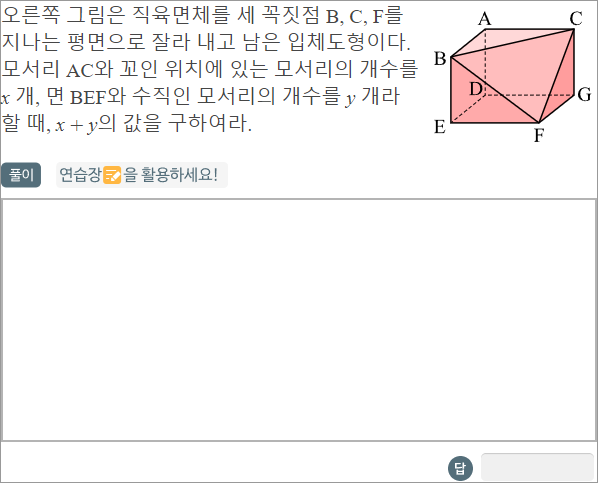 오른쪽 그림은 직육면체를 세 꼭짓점 B, C, F를
지나는 평면으로 잘라 내고 남은 입체도형이다.
모서리 AC와 꼬인 위치에 있는 모서리의 개수를
x 개, 면 BEF와 수직인 모서리의 개수를 y 개라
할 때, x + y의 값을 구하여라.
A
C
B
D
G
E
F
풀이 연습장을 활용하세요!
답